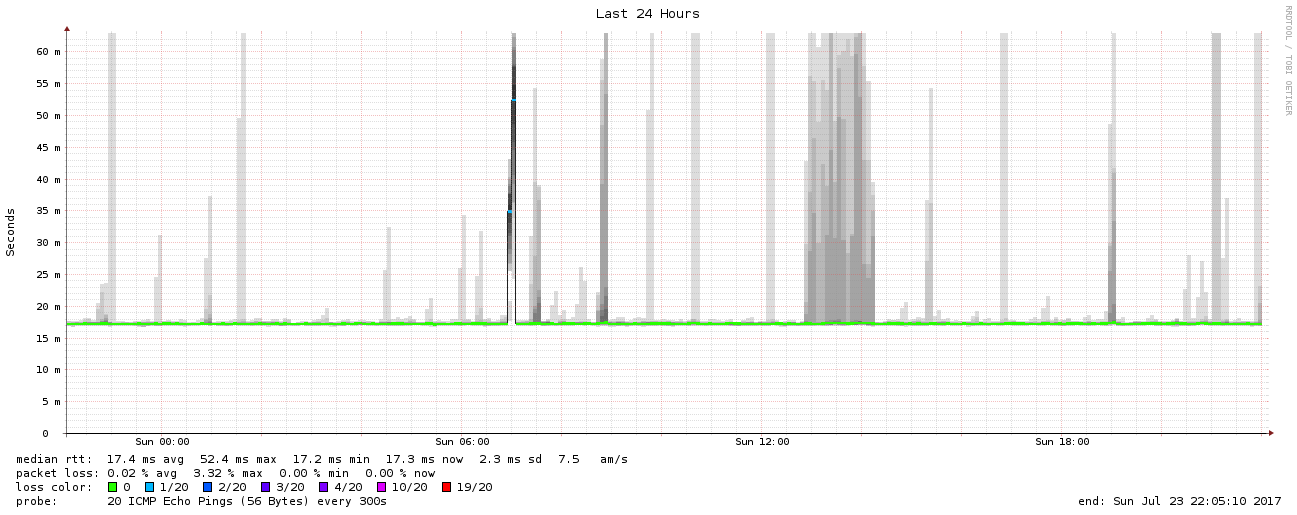 Last 24 Hours
RRDTOOL / TOBI OETIKER
Seconds
60 m
55 m
50 m
45 m
40 m
35 m
30 m
25 m
20 m
15 m
10 m
5 m
0
Sun 00:00 Sun 06:00 Sun 12:00 Sun 18:00
median rtt: 17.4 ms avg 52.4 ms max 17.2 ms min 17.3 ms now 2.3 ms sd 7.5 am/s
packet loss: 0.02 % avg 3.32 % max 0.00 % min 0.00 % now
loss color: 0 1/20 2/20 3/20 4/20 10/20 19/20
probe: 20 ICMP Echo Pings (56 Bytes) every 300s end: Sun Jul 23 22:05:10 2017